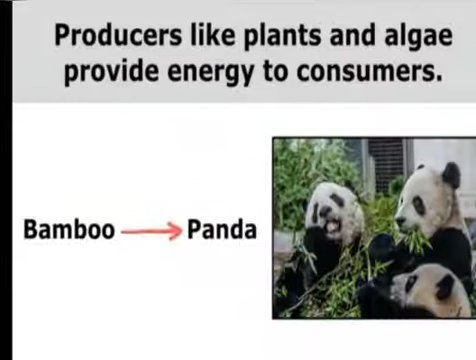 Producers like plants and algae
provide energy to consumers.
Bamboo → Panda